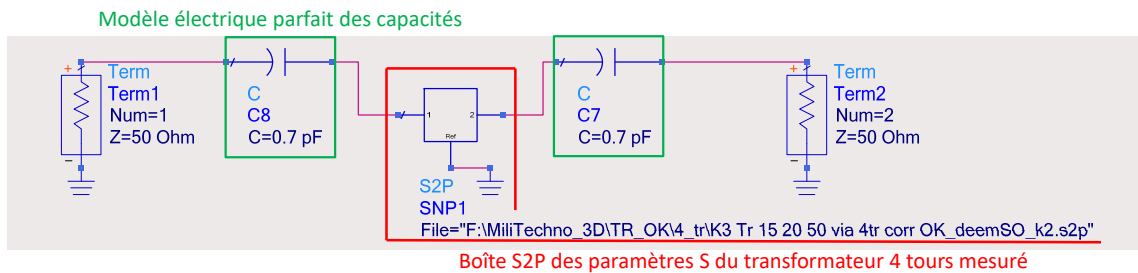 Modèle électrique parfait des capacités
+
Term
Term1
Num=1
Z=50 Ohm
-
C
C8
C=0.7 pF
1
2
Ref
S2P
SNP1
File="F:\MiliTechno_3D\TR_OK\4_tr\K3 Tr 15 20 50 via 4tr corr OK_deemSO_k2.s2p"
C
C7
C=0.7 pF
+
Term
Term2
Num=2
Z=50 Ohm
-
Boîte S2P des paramètres S du transformateur 4 tours mesuré